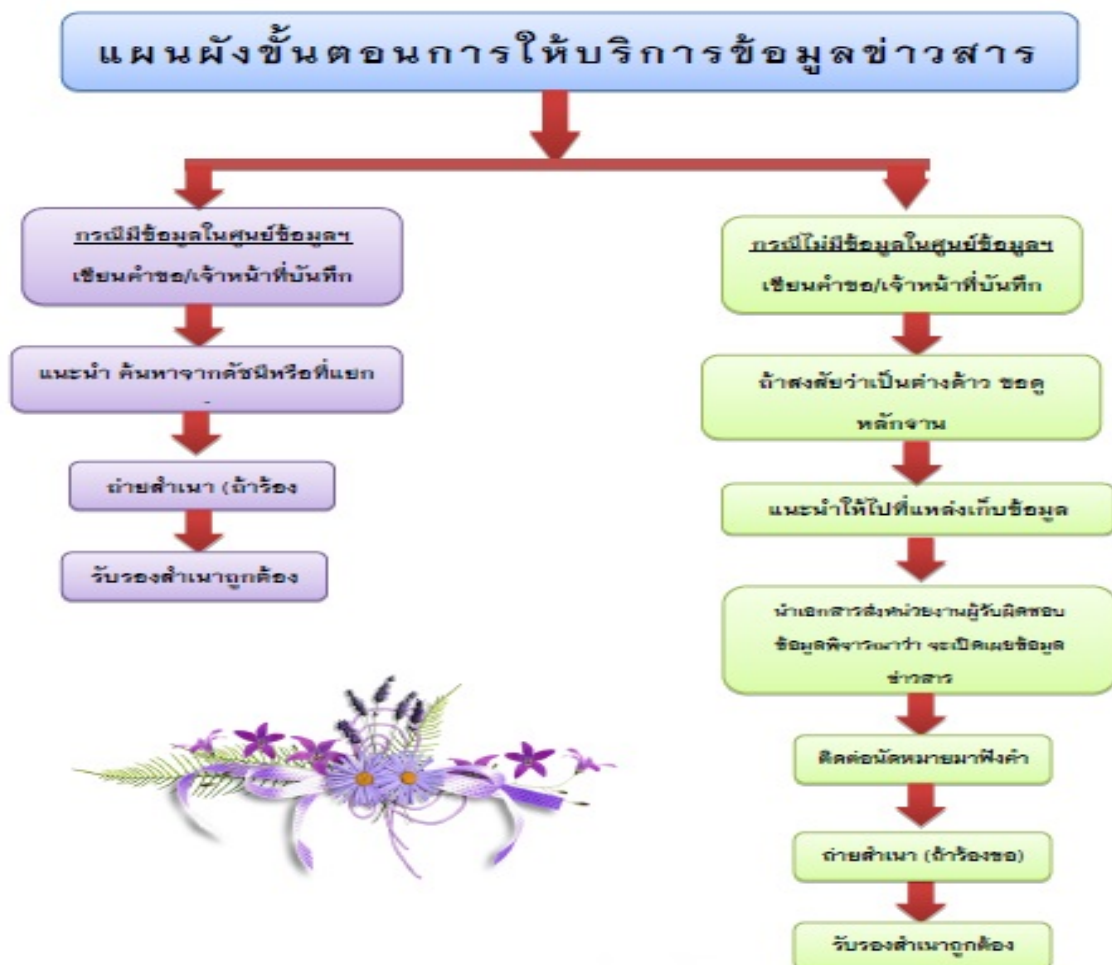 แผนผังขั้นตอนการให้บริการข้อมูลข่าวสาร
กรณีมีข้อมูลในศูนย์ข้อมูลฯ
เขียนคำขอ/เจ้าหน้าที่บันทึก
แนะนำ ค้นหาจากดัชนีหรือที่แยก
ถ่ายสำเนา (ถ้าร้อง
รับรองสำเนาถูกต้อง
กรณีไม่มีข้อมูลในศูนย์ข้อมูลฯ
เขียนคำขอ/เจ้าหน้าที่บันทึก
ถ้าสงสัยว่าเป็นต่างด้าว ขอดู
หลักฐาน
แนะนำให้ไปที่แหล่งเก็บข้อมูล
นำเอกสารส่งหน่วยงานผู้รับผิดชอบ
ข้อมูลพิจารณาว่า จะเปิดเผยข้อมูล
ข่าวสาร
ติดต่อนัดหมายมาฟังคำ
ถ่ายสำเนา (ถ้าร้องขอ)
รับรองสำเนาถูกต้อง